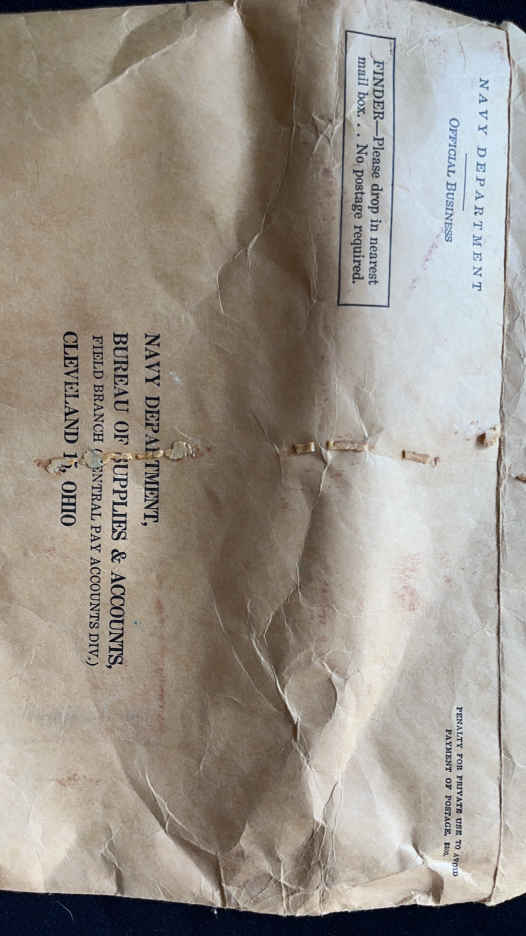 NAVY DEPARTMENT
OFFICIAL BUSINESS
FINDER—Please drop in nearest
mail box. . . No postage required.
PENALTY FOR PRIVATE USE TO AVOID
PAYMENT OF POSTAGE, $300.
NAVY DEPARTMENT,
BUREAU OF SUPPLIES & ACCOUNTS,
FIELD BRANCH (CENTRAL PAY ACCOUNTS DIV.)
CLEVELAND 15, OHIO